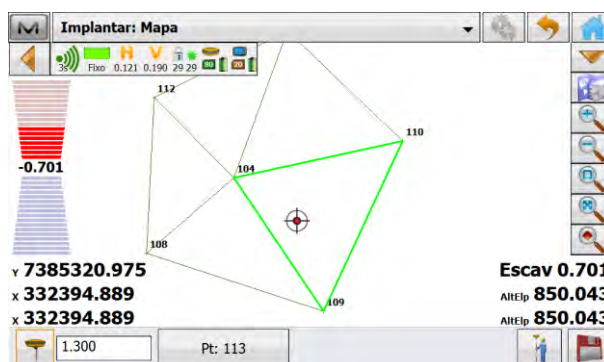 M Implantar: Mapa
3s Fixo H 0.121 V 0.190 29 29 80 20
112
110
104
-0.701
108
109
Y 7385320.975
X 332394.889
X 332394.889
Escav 0.701
AltElp 850.043
AltElp 850.043
1.300
Pt: 113